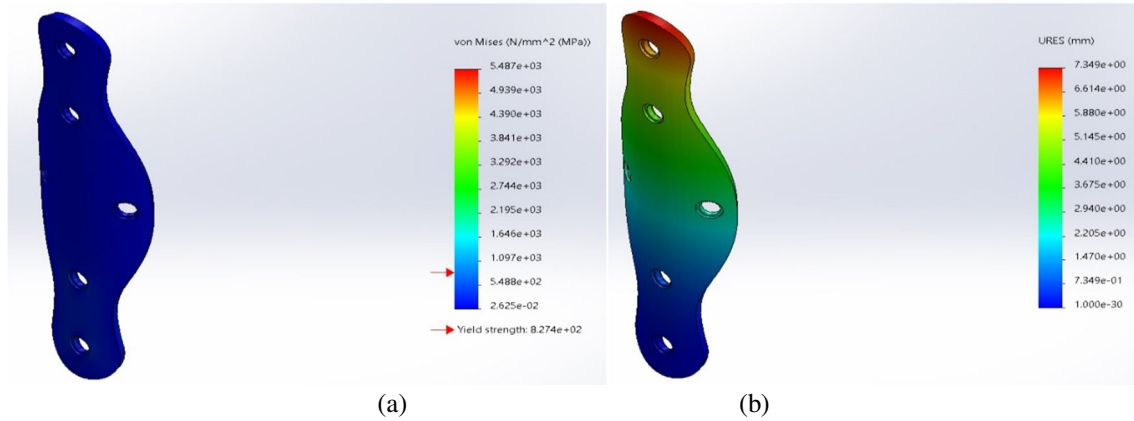 von Mises (N/mm^2 (MPa))
5.487e+03
4.939e+03
4.390e+03
3.841e+03
3.292e+03
2.744e+03
2.195e+03
1.646e+03
1.097e+03
5.488e+02
2.625e-02
Yield strength: 8.274e+02
URES (mm)
7.349e+00
6.614e+00
5.880e+00
5.145e+00
4.410e+00
3.675e+00
2.940e+00
2.205e+00
1.470e+00
7.349e-01
1.000e-30
(a)
(b)